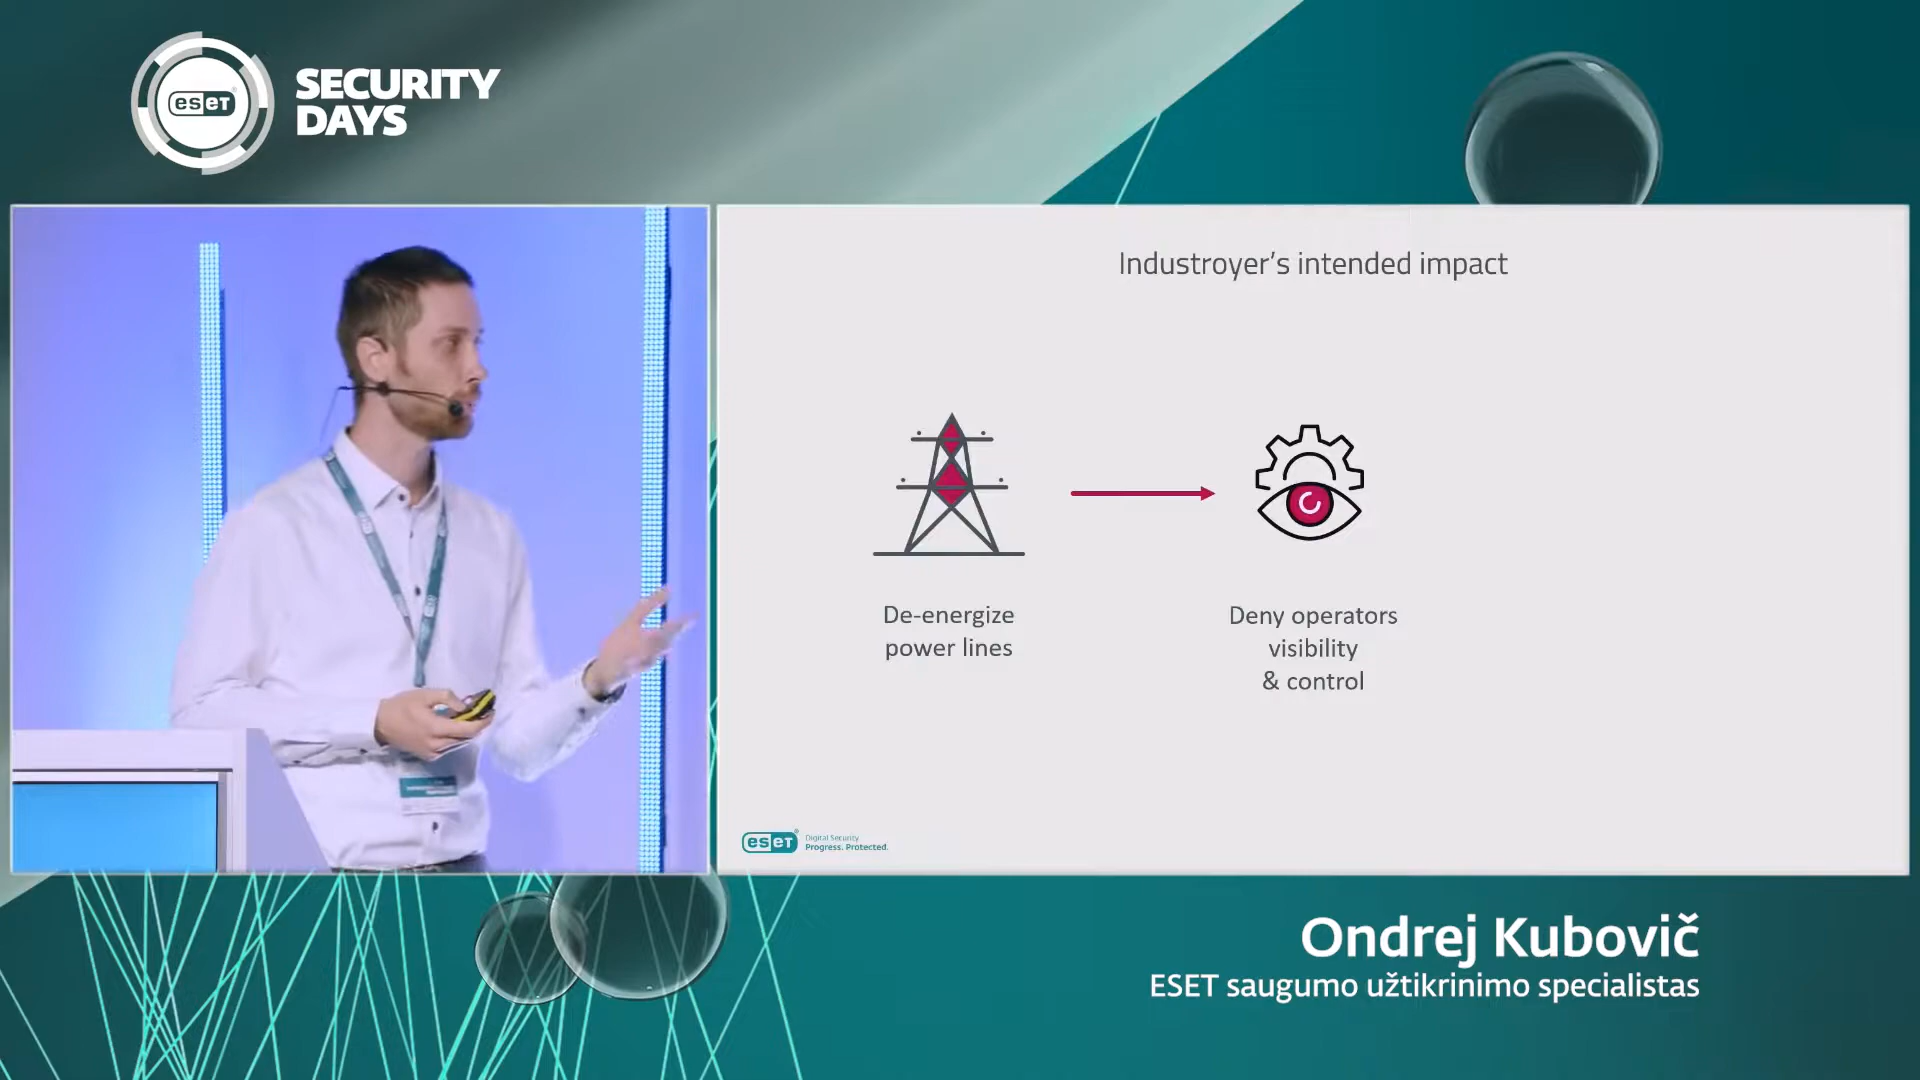 eset
SECURITY
DAYS
Industroyer's intended impact
De-energize
power lines
Deny operators
visibility
& control
eset
Digital Security
Progress. Protected.
Ondrej Kubovič
ESET saugumo užtikrinimo specialistas